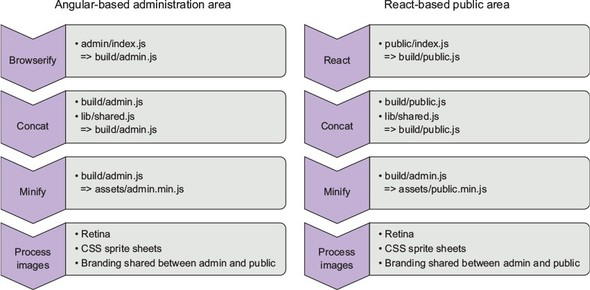 Angular-based administration area
Browserify
• admin/index.js
=> build/admin.js
Concat
• build/admin.js
• lib/shared.js
=> build/admin.js
Minify
• build/admin.js
=> assets/admin.min.js
Process
images
• Retina
• CSS sprite sheets
• Branding shared between admin and public
React-based public area
React
• public/index.js
=> build/public.js
Concat
• build/public.js
• lib/shared.js
=> build/public.js
Minify
• build/admin.js
=> assets/public.min.js
Process
images
• Retina
• CSS sprite sheets
• Branding shared between admin and public